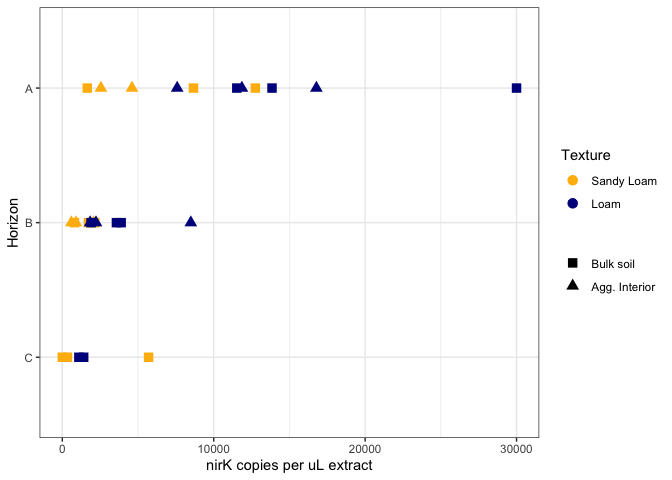 Horizon
A
B
C
0
10000
20000
30000
nirK copies per uL extract
Texture
Sandy Loam
Loam
Bulk soil
Agg. Interior